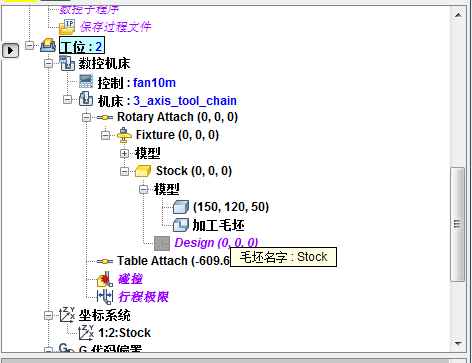 数控子程序
保存过程文件
工位 : 2
数控机床
控制 : fan10m
机床 : 3_axis_tool_chain
Rotary Attach (0, 0, 0)
Fixture (0, 0, 0)
模型
Stock (0, 0, 0)
模型
(150, 120, 50)
加工毛坯
Design (0, 0, 0)
毛坯名字 : Stock
Table Attach (-609.6
碰撞
行程极限
坐标系统
1:2:Stock
G 代码偏置